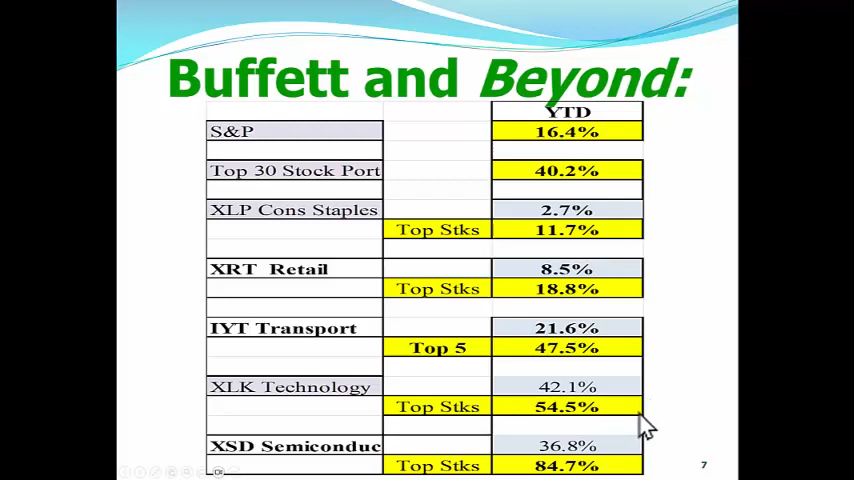 Buffett and Beyond:
YTD
S&P 16.4%
Top 30 Stock Port 40.2%
XLP Cons Staples 2.7%
Top Stks 11.7%
XRT Retail 8.5%
Top Stks 18.8%
IYT Transport 21.6%
Top 5 47.5%
XLK Technology 42.1%
Top Stks 54.5%
XSD Semiconduc 36.8%
Top Stks 84.7%
7